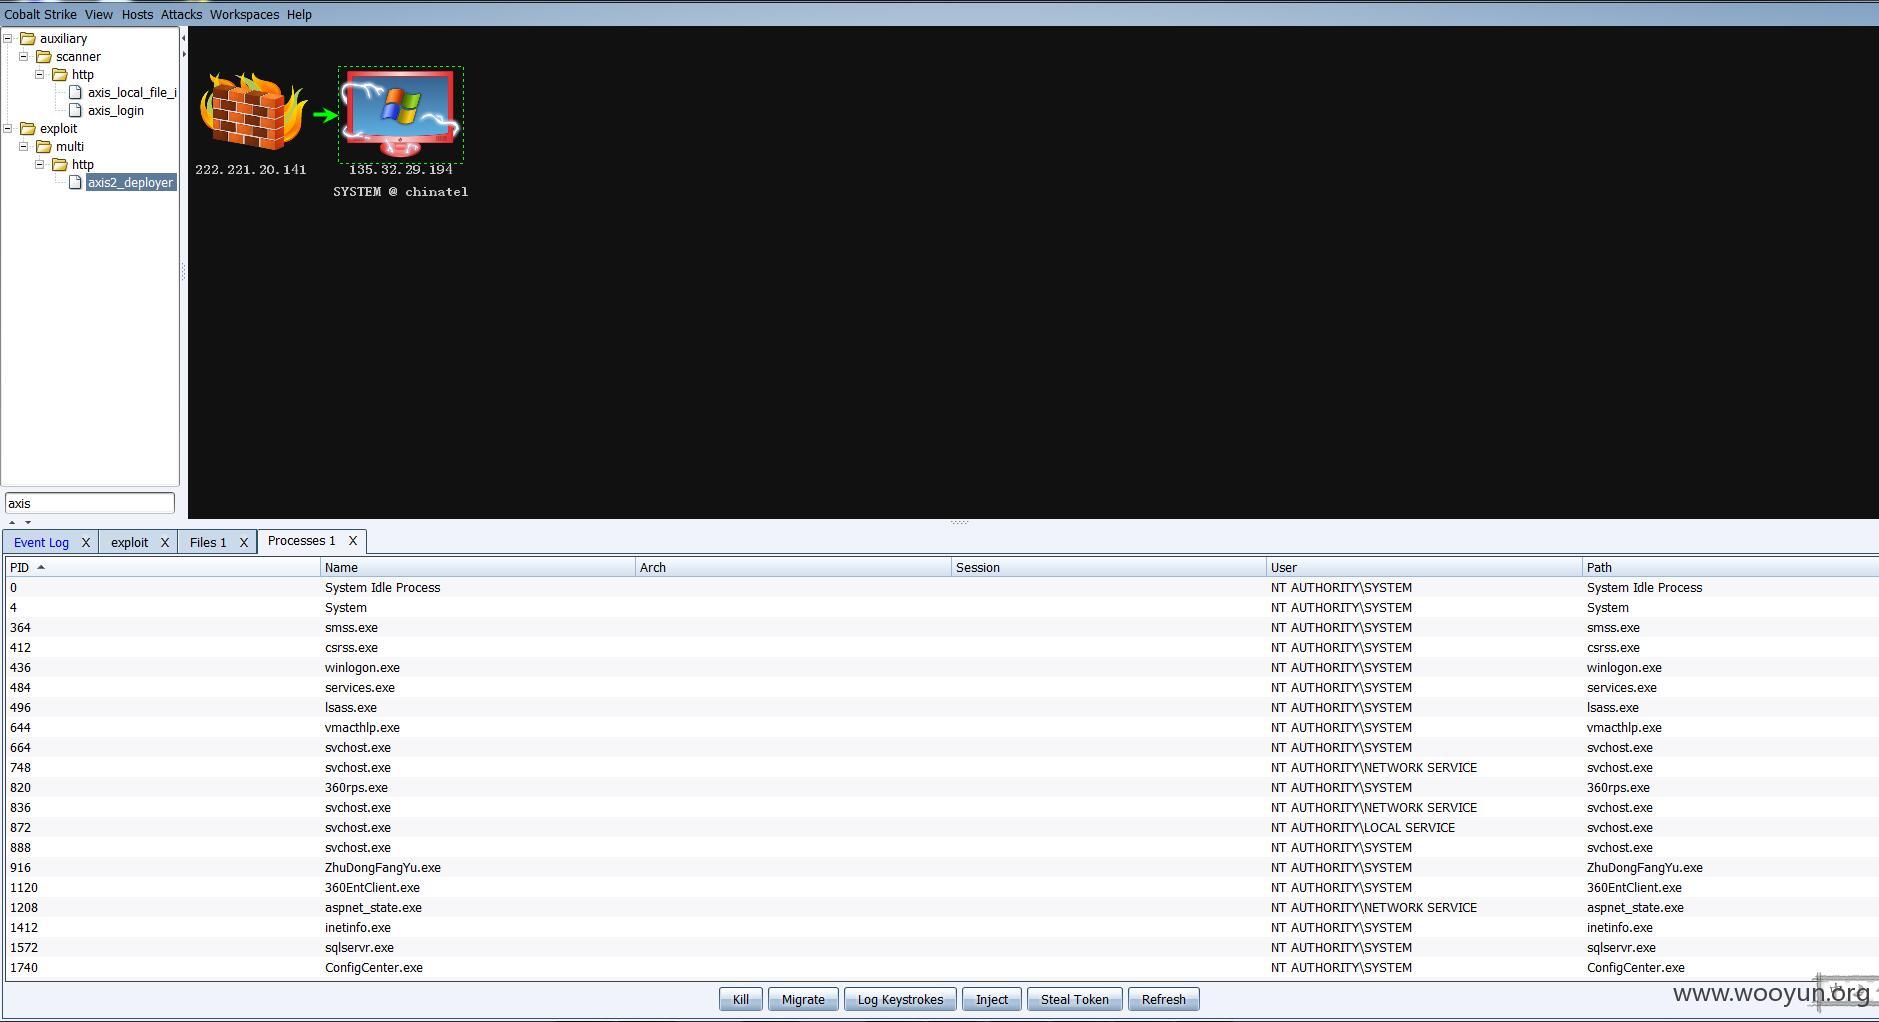 Cobalt Strike View Hosts Attacks Workspaces Help
auxiliary
scanner
http
axis_local_file_i
axis_login
exploit
multi
http
axis2_deployer
axis
222.221.20.141
135.32.29.194
SYSTEM @ chinatel
Event Log X exploit X Files 1 X Processes 1 X
PID Name Arch Session User Path
0 System Idle Process NT AUTHORITY\SYSTEM System Idle Process
4 System NT AUTHORITY\SYSTEM System
364 smss.exe NT AUTHORITY\SYSTEM smss.exe
412 csrss.exe NT AUTHORITY\SYSTEM csrss.exe
436 winlogon.exe NT AUTHORITY\SYSTEM winlogon.exe
484 services.exe NT AUTHORITY\SYSTEM services.exe
496 lsass.exe NT AUTHORITY\SYSTEM lsass.exe
644 vmacthlp.exe NT AUTHORITY\SYSTEM vmacthlp.exe
664 svchost.exe NT AUTHORITY\SYSTEM svchost.exe
748 svchost.exe NT AUTHORITY\NETWORK SERVICE svchost.exe
820 360rps.exe NT AUTHORITY\SYSTEM 360rps.exe
836 svchost.exe NT AUTHORITY\NETWORK SERVICE svchost.exe
872 svchost.exe NT AUTHORITY\LOCAL SERVICE svchost.exe
888 svchost.exe NT AUTHORITY\SYSTEM svchost.exe
916 ZhuDongFangYu.exe NT AUTHORITY\SYSTEM ZhuDongFangYu.exe
1120 360EntClient.exe NT AUTHORITY\SYSTEM 360EntClient.exe
1208 aspnet_state.exe NT AUTHORITY\NETWORK SERVICE aspnet_state.exe
1412 inetinfo.exe NT AUTHORITY\SYSTEM inetinfo.exe
1572 sqlservr.exe NT AUTHORITY\SYSTEM sqlservr.exe
1740 ConfigCenter.exe NT AUTHORITY\SYSTEM ConfigCenter.exe
Kill Migrate Log Keystrokes Inject Steal Token Refresh
www.wooyun.org